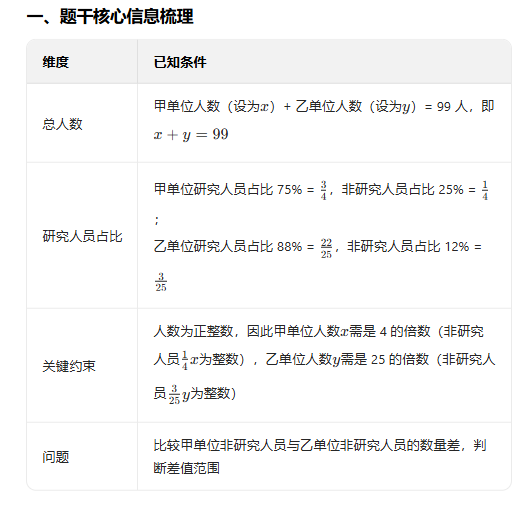 一、题干核心信息梳理
维度 已知条件
总人数 甲单位人数（设为x）+ 乙单位人数（设为y）= 99 人，即
x + y = 99
研究人员占比 甲单位研究人员占比 75% = 3/4，非研究人员占比 25% = 1/4
；
乙单位研究人员占比 88% = 22/25，非研究人员占比 12% =
3/25
关键约束 人数为正整数，因此甲单位人数x需是 4 的倍数（非研究
人员1/4x为整数），乙单位人数y需是 25 的倍数（非研究人
员3/25y为整数）
问题 比较甲单位非研究人员与乙单位非研究人员的数量差，判
断差值范围